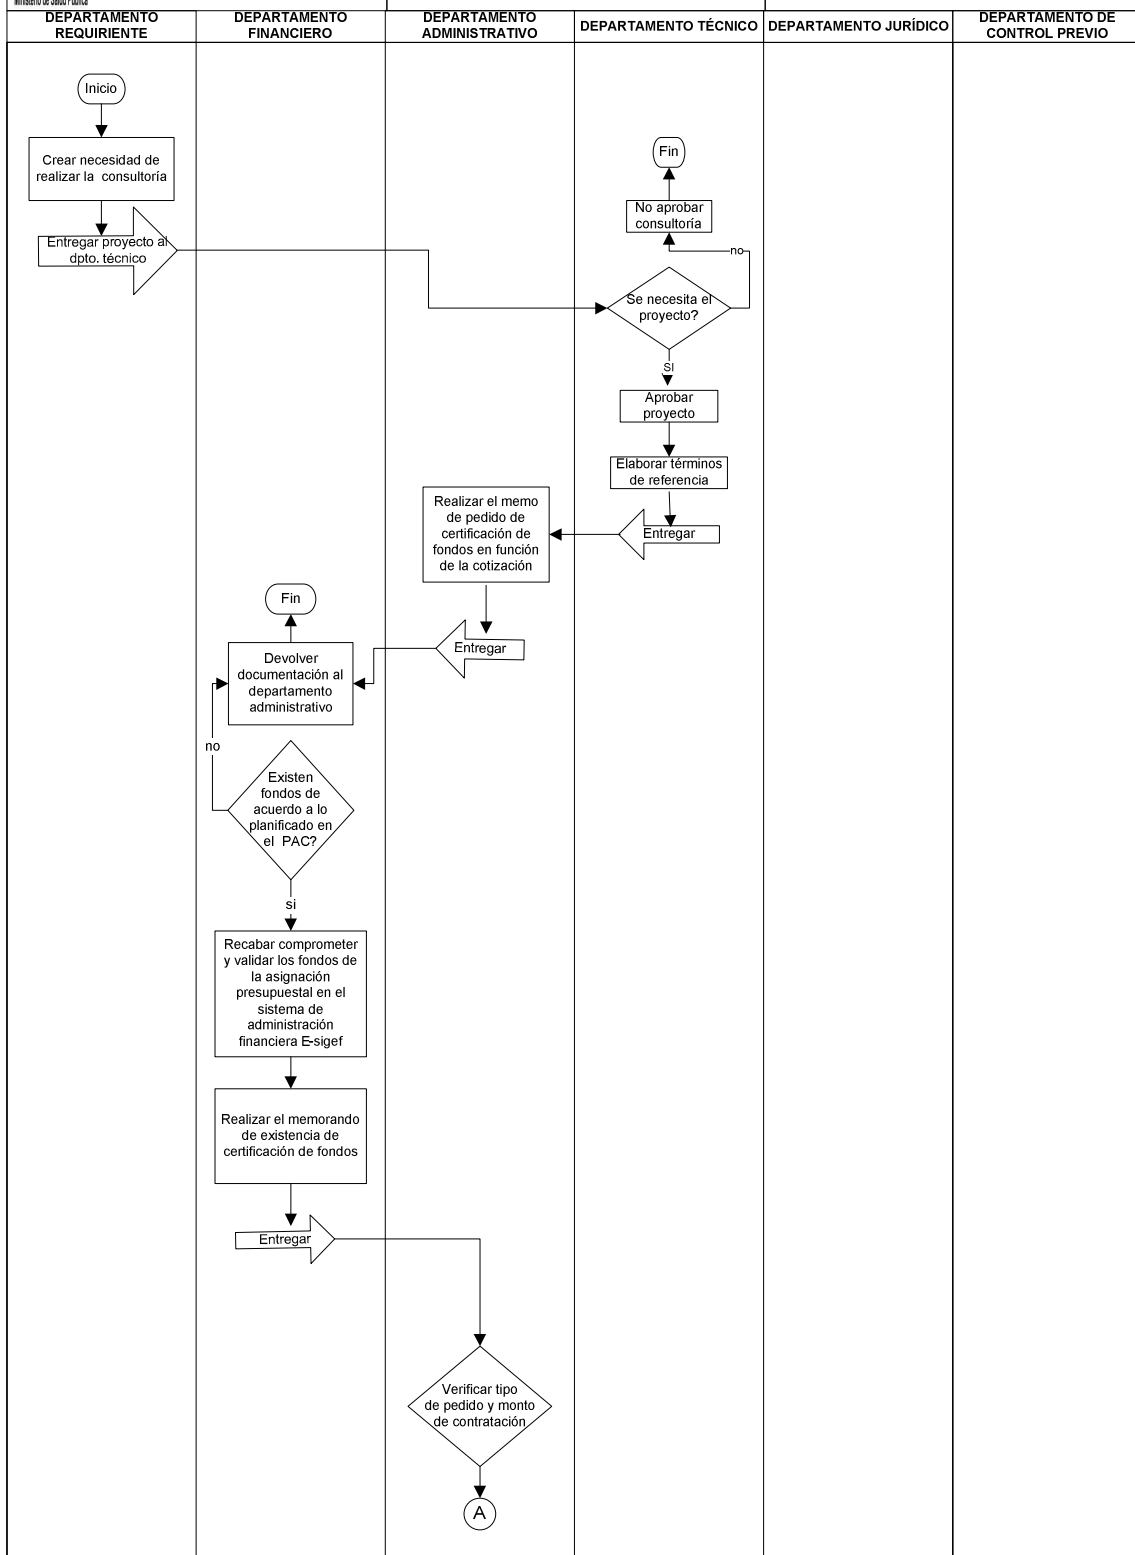 Ministerio de Salud Pública
DEPARTAMENTO
REQUIRIENTE
DEPARTAMENTO
FINANCIERO
DEPARTAMENTO
ADMINISTRATIVO
DEPARTAMENTO TÉCNICO
DEPARTAMENTO JURÍDICO
DEPARTAMENTO DE
CONTROL PREVIO
Inicio
Crear necesidad de
realizar la consultoría
Entregar proyecto al
dpto. técnico
Fin
No aprobar
consultoría
no
Se necesita el
proyecto?
SI
Aprobar
proyecto
Elaborar términos
de referencia
Entregar
Realizar el memo
de pedido de
certificación de
fondos en función
de la cotización
Entregar
Fin
Devolver
documentación al
departamento
administrativo
no
Existen
fondos de
acuerdo a lo
planificado en
el PAC?
si
Recabar comprometer
y validar los fondos de
la asignación
presupuestal en el
sistema de
administración
financiera E-sigef
Realizar el memorando
de existencia de
certificación de fondos
Entregar
Verificar tipo
de pedido y monto
de contratación
A